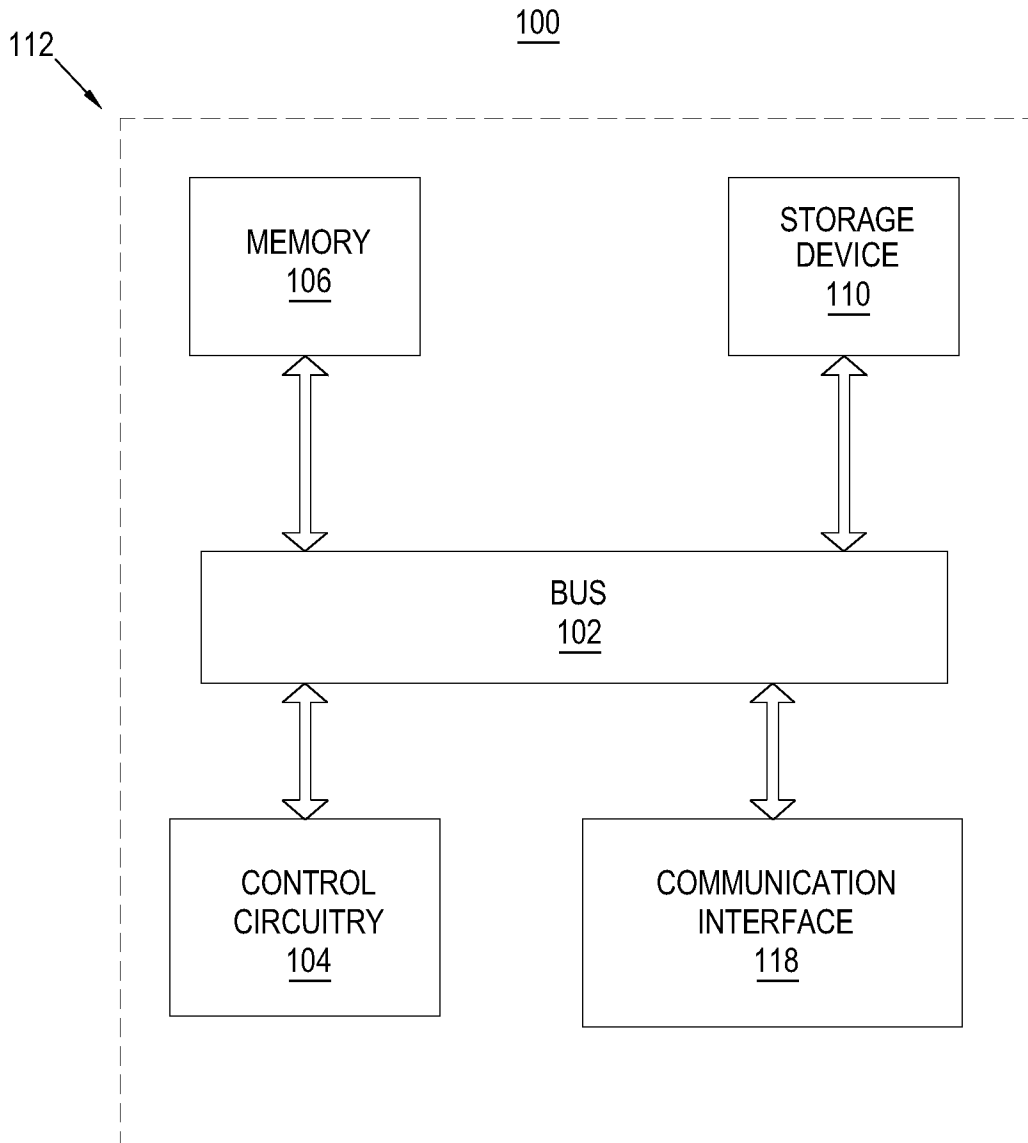 100
112
MEMORY
106
STORAGE
DEVICE
110
BUS
102
CONTROL
CIRCUITRY
104
COMMUNICATION
INTERFACE
118